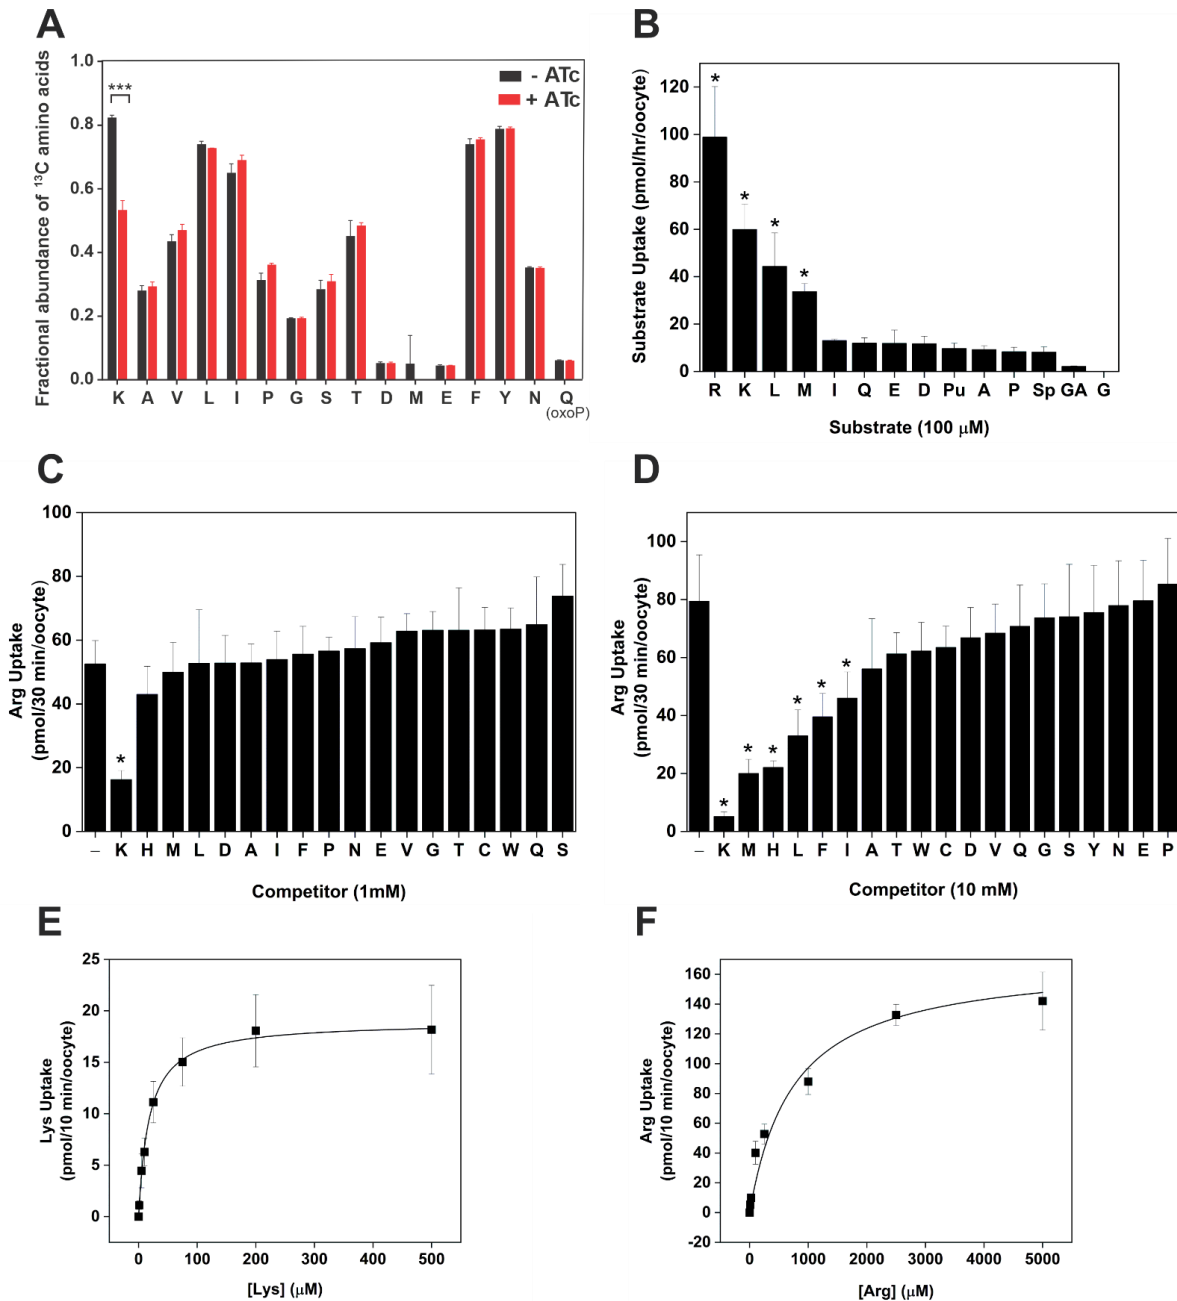 A
Fractional abundance of ¹³C amino acids
1.0
0.8
0.6
0.4
0.2
0.0
***
- ATc
+ ATc
K A V L I P G S T D M E F Y N Q
(oxoP)
B
Substrate Uptake (pmol/hr/oocyte)
120
100
80
60
40
20
0
* * * *
R K L M I Q E D Pu A P Sp GA G
Substrate (100 μM)
C
Arg Uptake
(pmol/30 min/oocyte)
100
80
60
40
20
0
*
– K H M L D A I F P N E V G T C W Q S
Competitor (1mM)
D
Arg Uptake
(pmol/30 min/oocyte)
100
80
60
40
20
0
* * * * * *
– K M H L F I A T W C D V Q G S Y N E P
Competitor (10 mM)
E
Lys Uptake
(pmol/10 min/oocyte)
25
20
15
10
5
0
0 100 200 300 400 500
[Lys] (μM)
F
Arg Uptake
(pmol/10 min/oocyte)
160
140
120
100
80
60
40
20
0
-20
0 1000 2000 3000 4000 5000
[Arg] (μM)